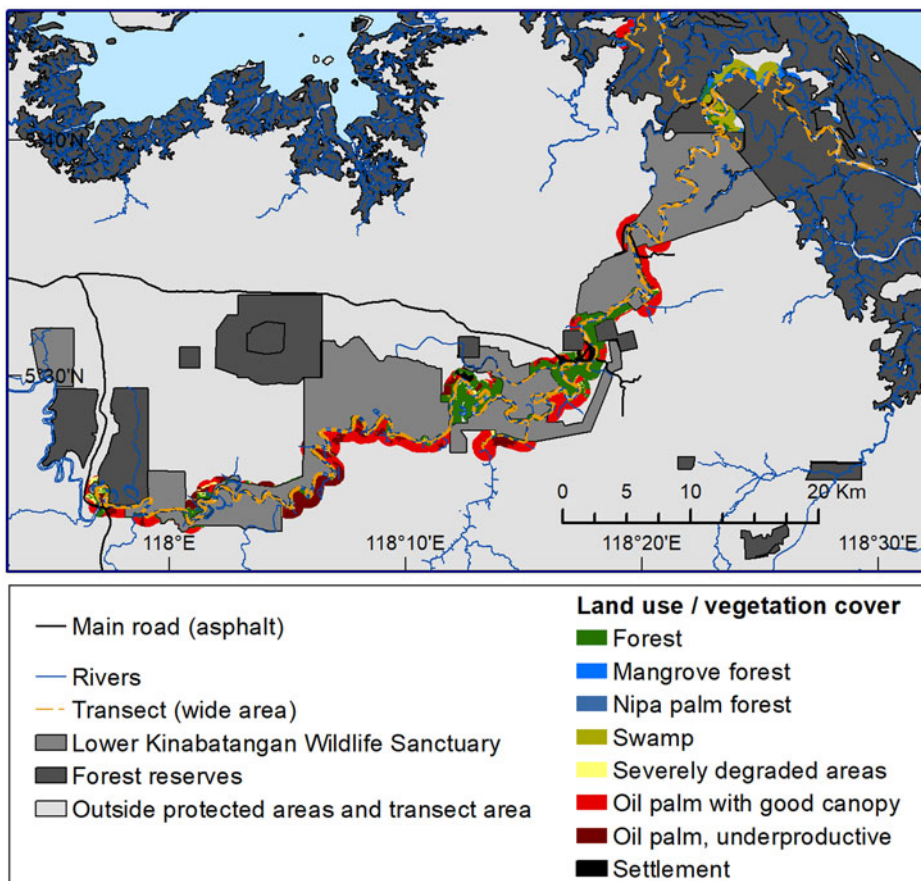 5°40'N
5°30'N
0 5 10 20 Km
118°E 118°10'E 118°20'E 118°30'E
Main road (asphalt)
Rivers
Transect (wide area)
Lower Kinabatangan Wildlife Sanctuary
Forest reserves
Outside protected areas and transect area
Land use / vegetation cover
Forest
Mangrove forest
Nipa palm forest
Swamp
Severely degraded areas
Oil palm with good canopy
Oil palm, underproductive
Settlement